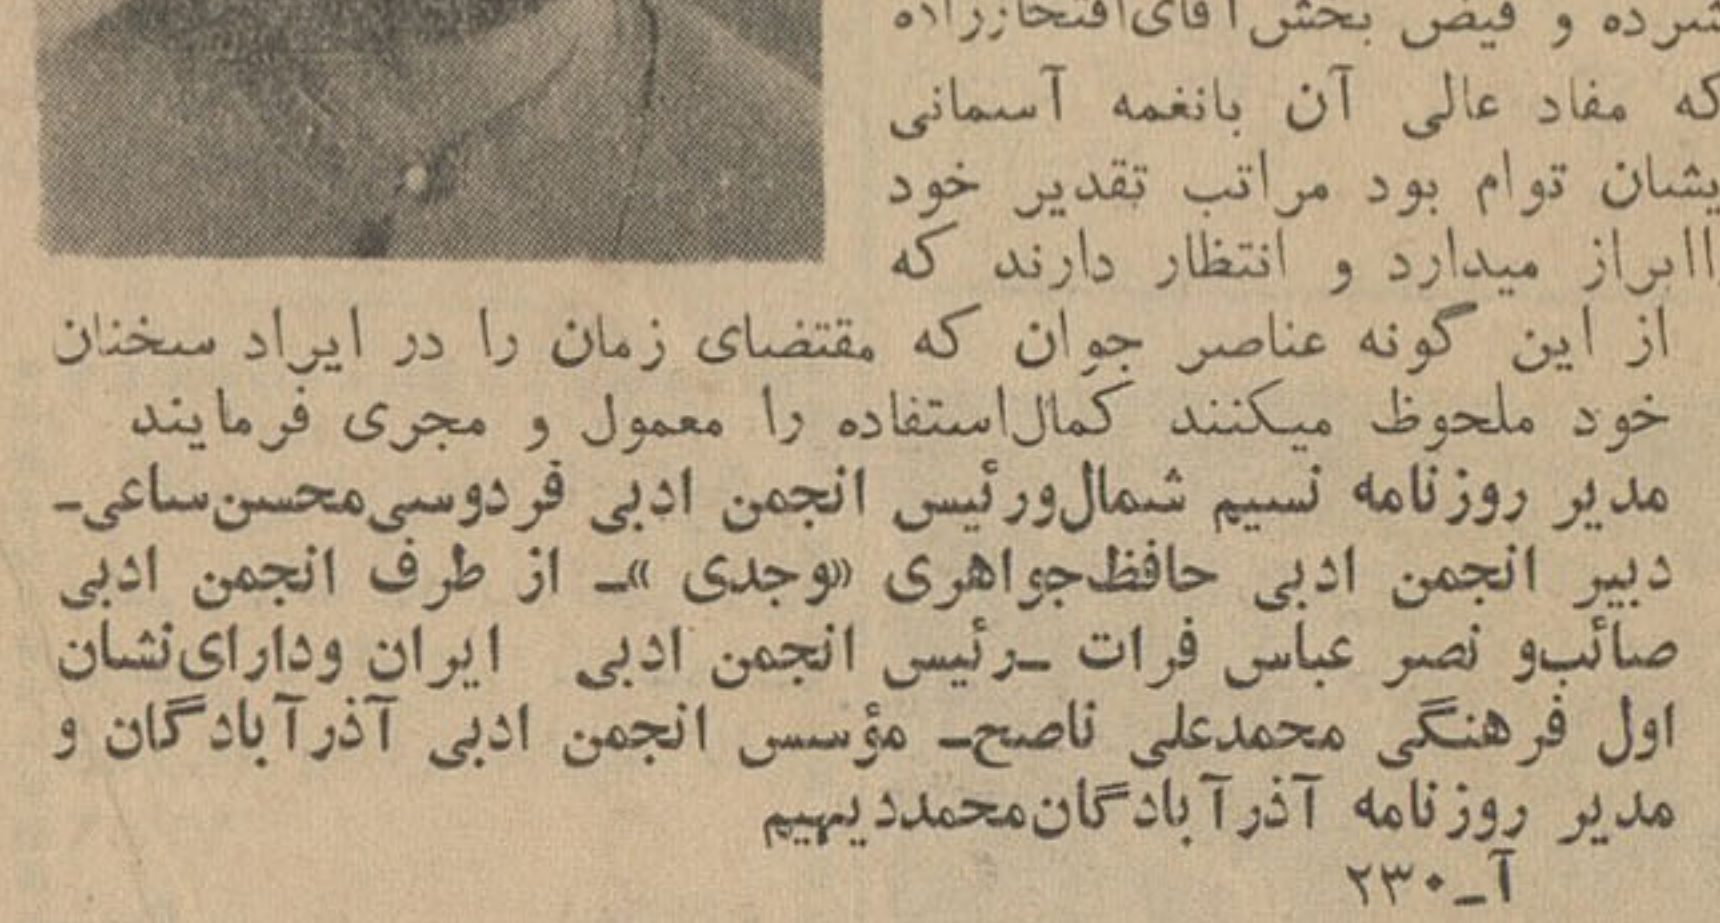 شرده و فیض بخش آقای افتخارزاده
که مفاد عالی آن بانغمه آسمانی
یشان توام بود مراتب تقدیر خود
اابراز میدارد و انتظار دارند که
از این گونه عناصر جوان که مقتضای زمان را در ایراد سخنان
خود ملحوظ میکنند کمال‌استفاده را معمول و مجری فرمایند
مدیر روزنامه نسیم شمال‌ورئیس انجمن ادبی فردوسی‌محسن‌ساعی–
دبیر انجمن ادبی حافظ‌جواهری «وجدی»– از طرف انجمن ادبی
صائب‌و نصر عباس فرات –رئیس انجمن ادبی ایران ودارای‌نشان
اول فرهنگی محمدعلی ناصح– مؤسس انجمن ادبی آذرآبادگان و
مدیر روزنامه آذرآبادگان‌محمددیهیم
آ–۲۳۰